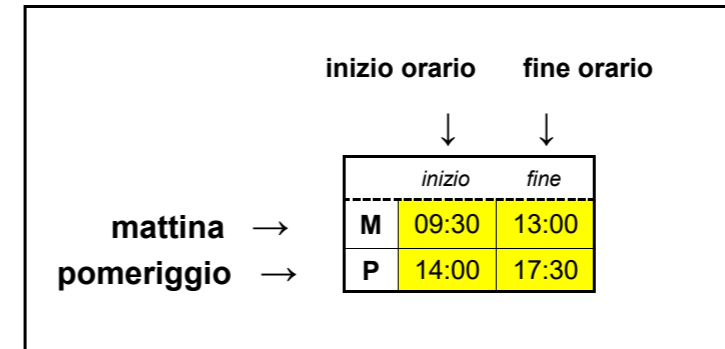 inizio orario fine orario
↓ ↓
inizio fine
mattina → M 09:30 13:00
pomeriggio → P 14:00 17:30